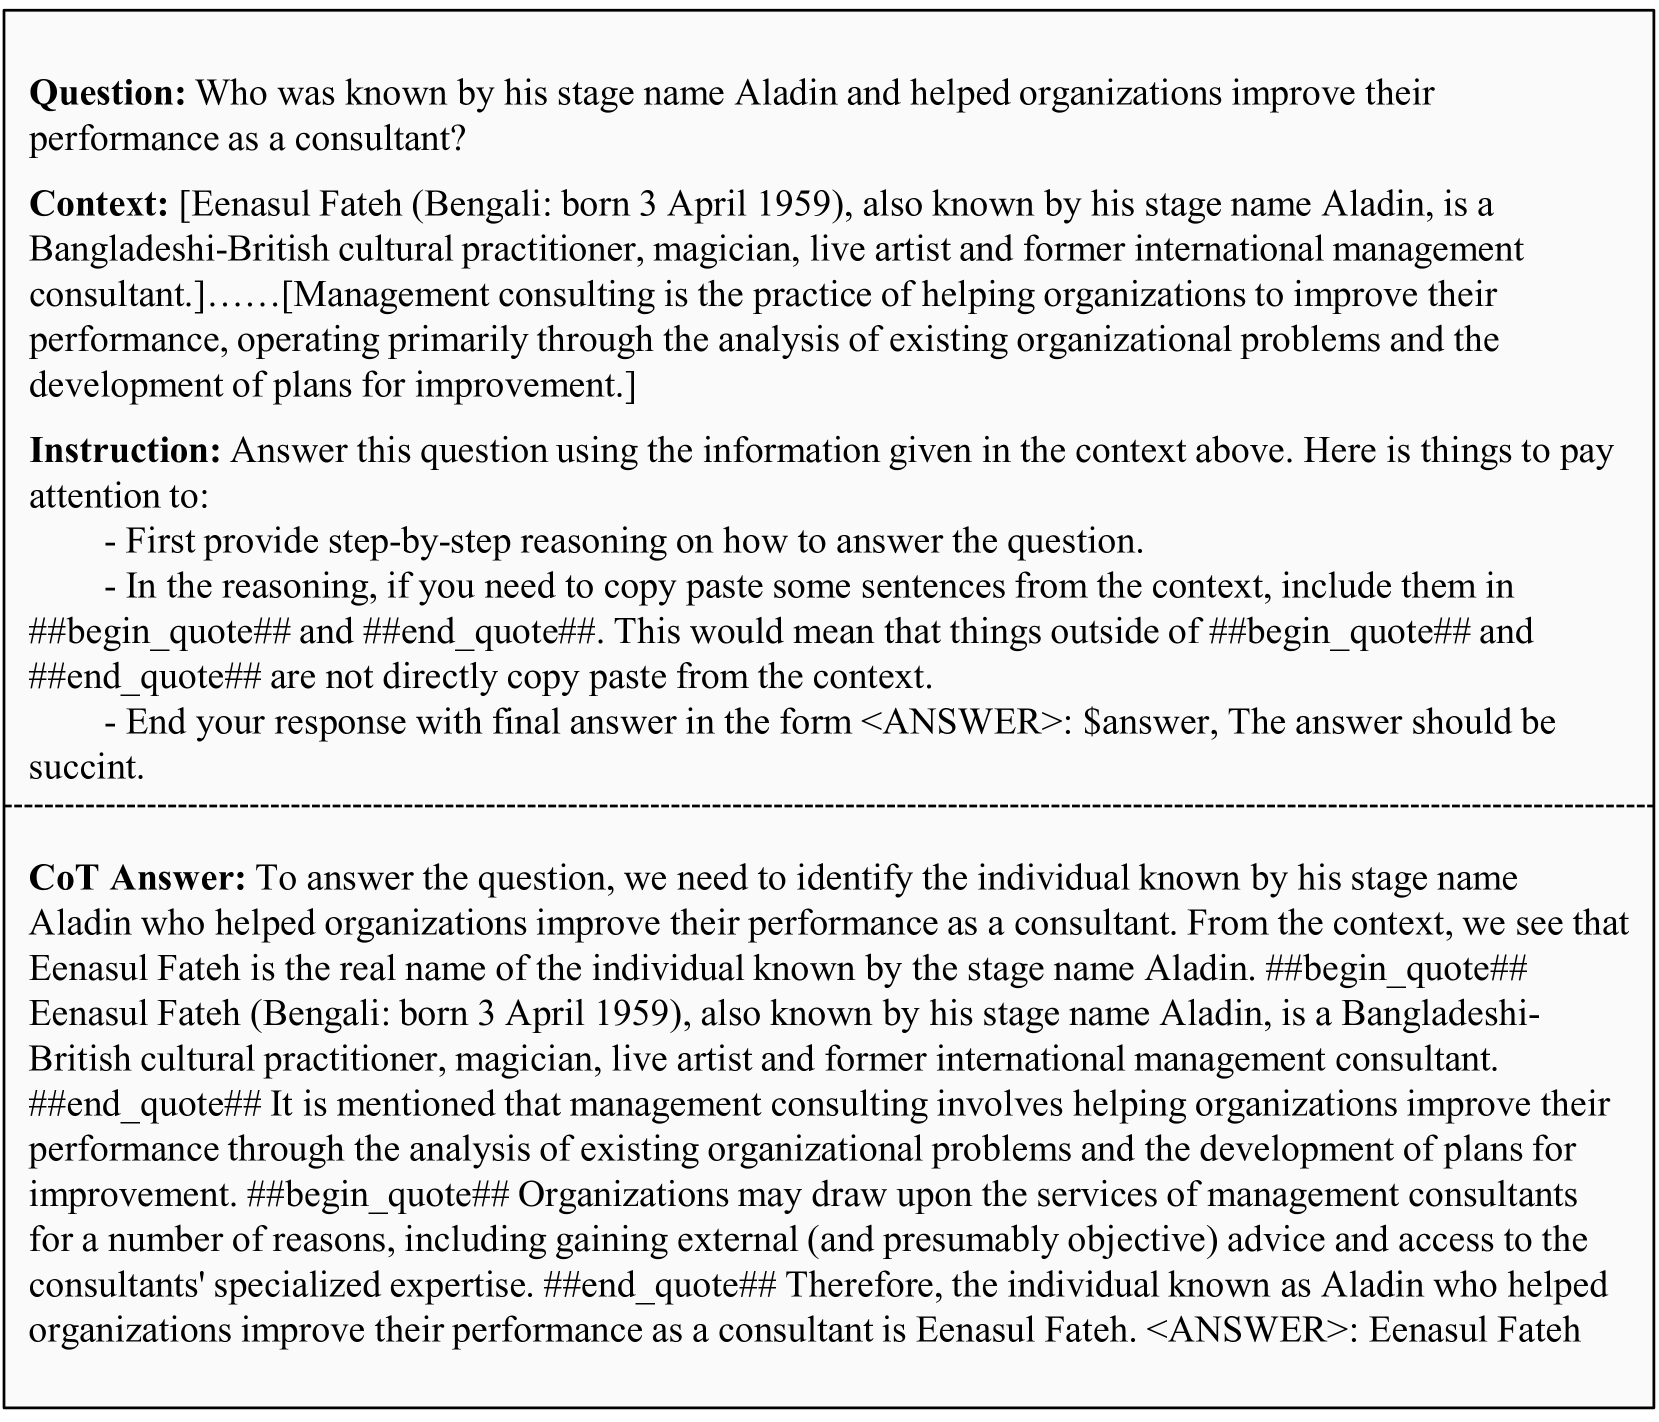 Question: Who was known by his stage name Aladin and helped organizations improve their
performance as a consultant?
Context: [Eenasul Fateh (Bengali: born 3 April 1959), also known by his stage name Aladin, is a
Bangladeshi-British cultural practitioner, magician, live artist and former international management
consultant.]……[Management consulting is the practice of helping organizations to improve their
performance, operating primarily through the analysis of existing organizational problems and the
development of plans for improvement.]
Instruction: Answer this question using the information given in the context above. Here is things to pay
attention to:
- First provide step-by-step reasoning on how to answer the question.
- In the reasoning, if you need to copy paste some sentences from the context, include them in
##begin_quote## and ##end_quote##. This would mean that things outside of ##begin_quote## and
##end_quote## are not directly copy paste from the context.
- End your response with final answer in the form <ANSWER>: $answer, The answer should be
succint.
CoT Answer: To answer the question, we need to identify the individual known by his stage name
Aladin who helped organizations improve their performance as a consultant. From the context, we see that
Eenasul Fateh is the real name of the individual known by the stage name Aladin. ##begin_quote##
Eenasul Fateh (Bengali: born 3 April 1959), also known by his stage name Aladin, is a Bangladeshi-
British cultural practitioner, magician, live artist and former international management consultant.
##end_quote## It is mentioned that management consulting involves helping organizations improve their
performance through the analysis of existing organizational problems and the development of plans for
improvement. ##begin_quote## Organizations may draw upon the services of management consultants
for a number of reasons, including gaining external (and presumably objective) advice and access to the
consultants' specialized expertise. ##end_quote## Therefore, the individual known as Aladin who helped
organizations improve their performance as a consultant is Eenasul Fateh. <ANSWER>: Eenasul Fateh